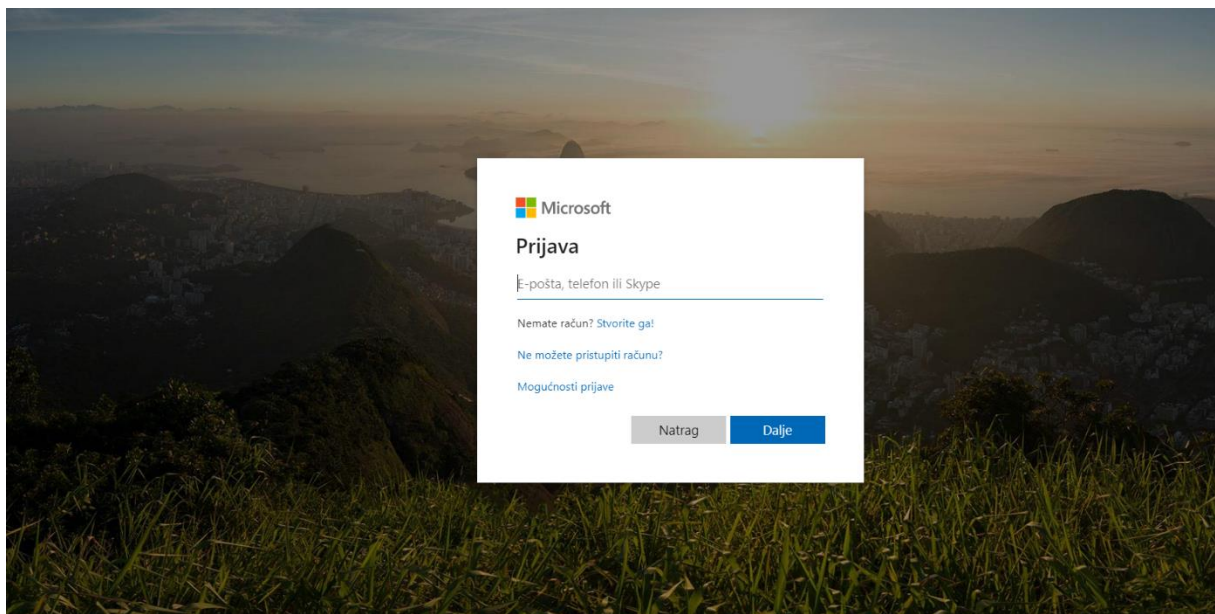 Microsoft
Prijava
E-pošta, telefon ili Skype
Nemate račun? Stvorite ga!
Ne možete pristupiti računu?
Mogućnosti prijave
Natrag Dalje